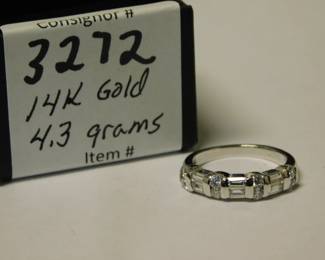 Consignor #
3272
14K Gold
4.3 grams
Item #